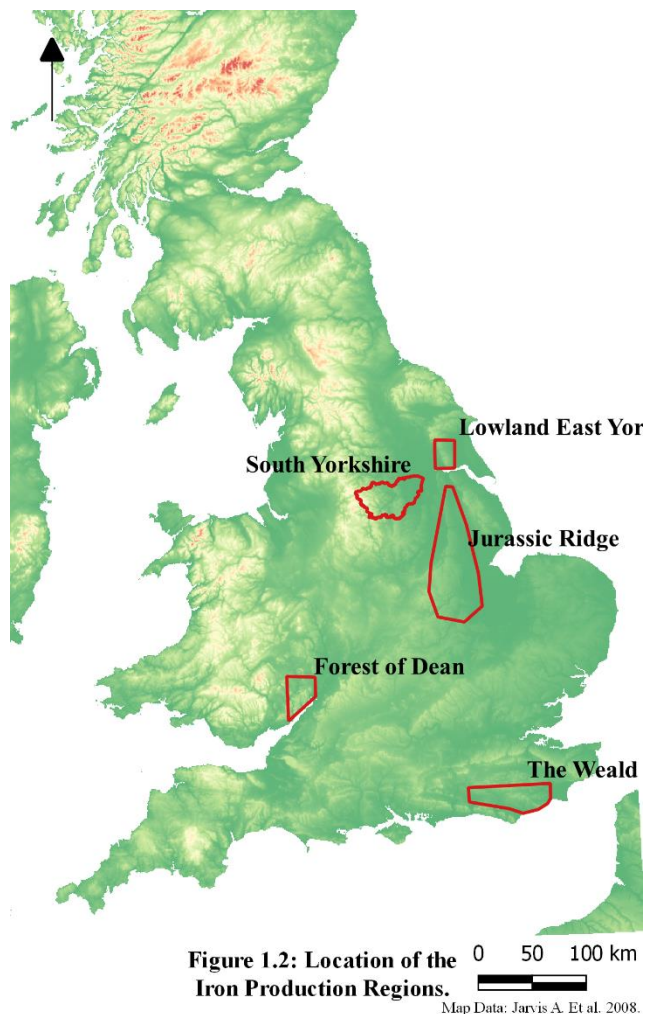 Lowland East Yor
South Yorkshire
Jurassic Ridge
Forest of Dean
The Weald
Figure 1.2: Location of the
Iron Production Regions.
0 50 100 km
Map Data: Jarvis A. Et al. 2008.